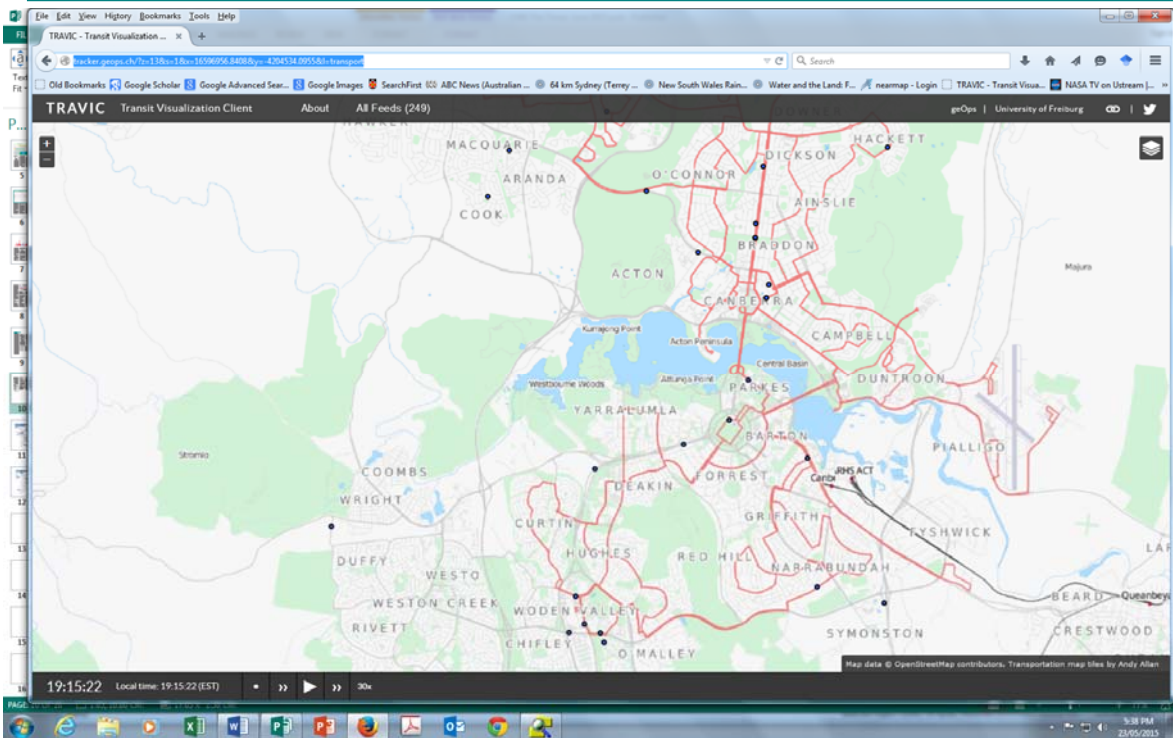 File Edit View History Bookmarks Tools Help
TRAVIC - Transit Visualization ... × +
tracker.geops.ch/?z=13&s=1&x=16596956.8408&y=-4204534.0955&l=transport
Search
Old Bookmarks Google Scholar Google Advanced Sear... Google Images SearchFirst ABC News (Australian ... 64 km Sydney (Terrey ... New South Wales Rain... Water and the Land: F... nearmap - Login TRAVIC - Transit Visua... NASA TV on Ustream |... »
TRAVIC Transit Visualization Client About All Feeds (249) geOps | University of Freiburg
+
−
HAWKER
DOWNER
MACQUARIE
HACKETT
DICKSON
ARANDA
O'CONNOR
AINSLIE
COOK
BRADDON
ACTON
Majura
CANBERRA
Kurrajong Point
Acton Peninsula
CAMPBELL
Central Basin
Westbourne Woods
Attunga Point
PARKES
DUNTROON
YARRALUMLA
BARTON
PIALLIGO
Stromlo
COOMBS
FORREST
Canbe
ARHS ACT
DEAKIN
WRIGHT
CURTIN
GRIFFITH
FYSHWICK
HUGHES
RED HILL
DUFFY
NARRABUNDAH
WESTO
BEARD
Queanbeya
WESTON CREEK
WODEN VALLEY
RIVETT
CHIFLEY
SYMONSTON
CRESTWOOD
O'MALLEY
Map data © OpenStreetMap contributors, Transportation map tiles by Andy Allan
19:15:22 Local time: 19:15:22 (EST) 30x
5:38 PM
23/05/2015